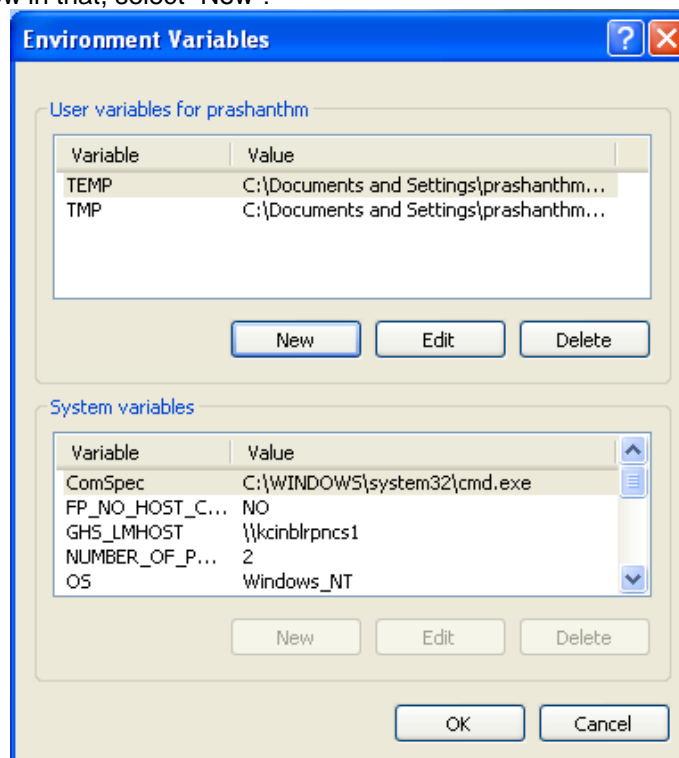 w in that, select "New".
Environment Variables
User variables for prashanthm
Variable Value
TEMP C:\Documents and Settings\prashanthm...
TMP C:\Documents and Settings\prashanthm...
New Edit Delete
System variables
Variable Value
ComSpec C:\WINDOWS\system32\cmd.exe
FP_NO_HOST_C... NO
GHS_LMHOST \\kcinblrpncs1
NUMBER_OF_P... 2
OS Windows_NT
New Edit Delete
OK Cancel